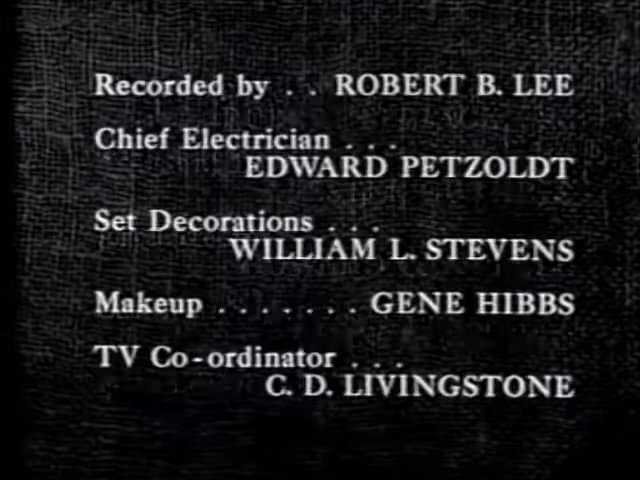 Recorded by . . ROBERT B. LEE
Chief Electrician . . .
EDWARD PETZOLDT
Set Decorations . . .
WILLIAM L. STEVENS
Makeup . . . . . . . GENE HIBBS
TV Co-ordinator . . .
C. D. LIVINGSTONE